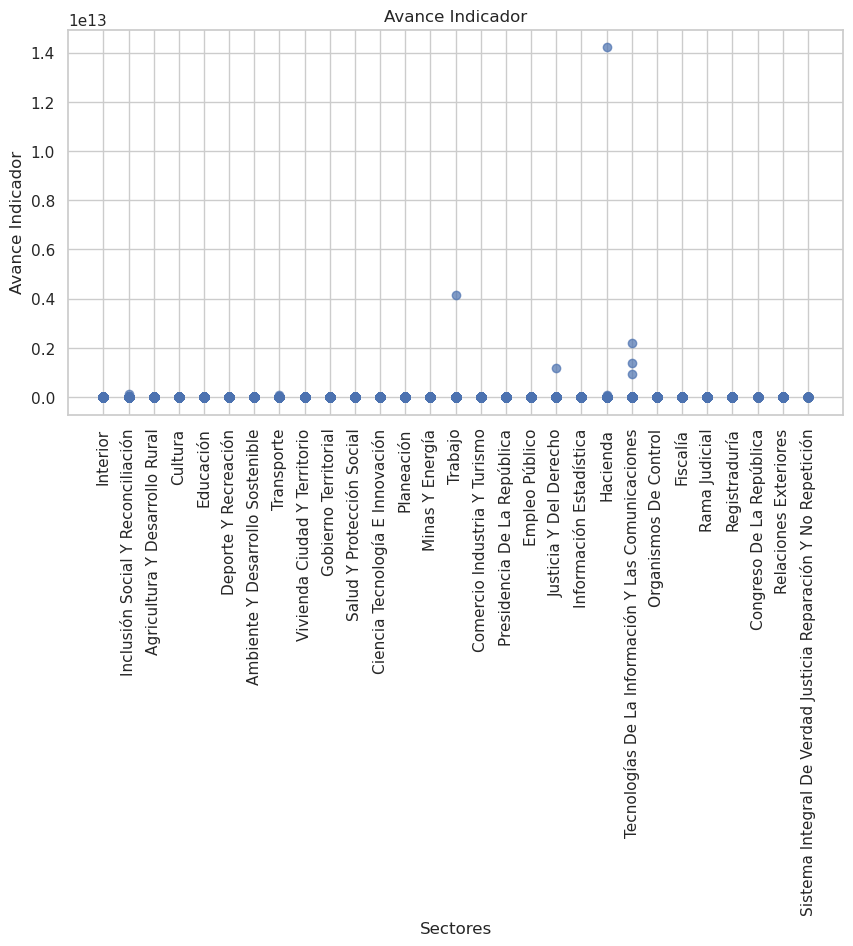 Avance Indicador
1e13
Avance Indicador
1.4
1.2
1.0
0.8
0.6
0.4
0.2
0.0
Interior
Inclusión Social Y Reconciliación
Agricultura Y Desarrollo Rural
Cultura
Educación
Deporte Y Recreación
Ambiente Y Desarrollo Sostenible
Transporte
Vivienda Ciudad Y Territorio
Gobierno Territorial
Salud Y Protección Social
Ciencia Tecnología E Innovación
Planeación
Minas Y Energía
Trabajo
Comercio Industria Y Turismo
Presidencia De La República
Empleo Público
Justicia Y Del Derecho
Información Estadística
Hacienda
Tecnologías De La Información Y Las Comunicaciones
Organismos De Control
Fiscalía
Rama Judicial
Registraduría
Congreso De La República
Relaciones Exteriores
Sistema Integral De Verdad Justicia Reparación Y No Repetición
Sectores